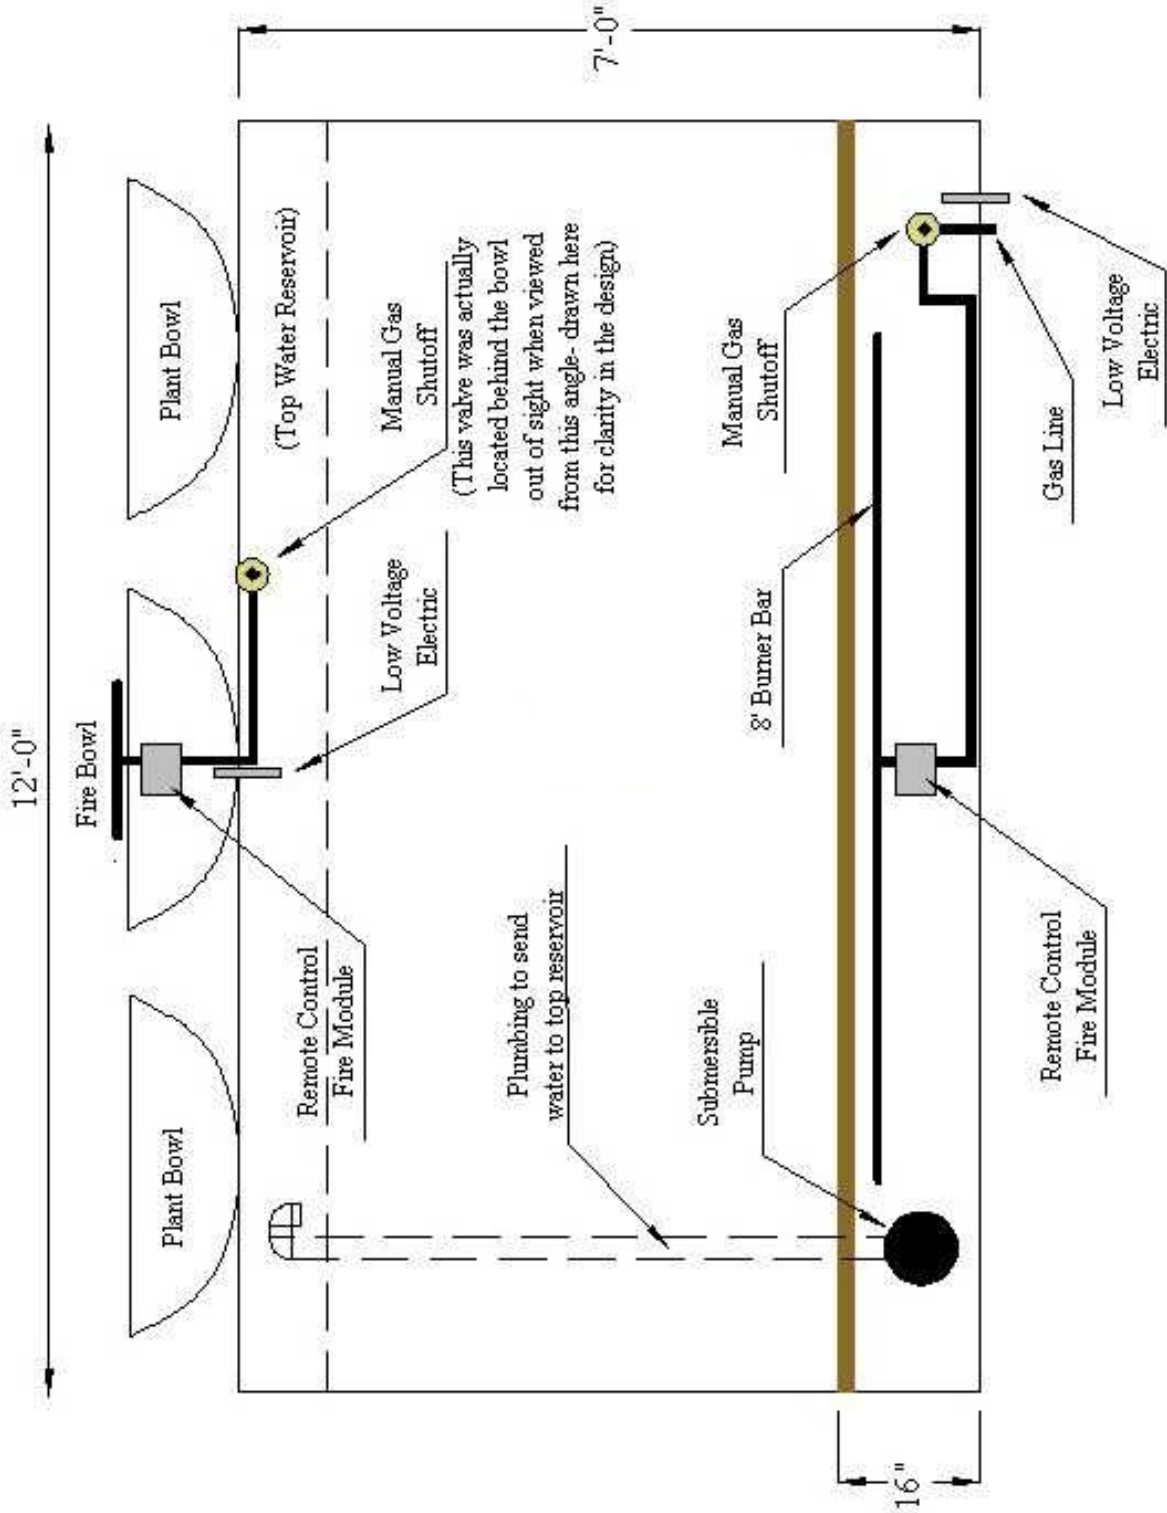 12'-0"
Fire Bowl
Plant Bowl
Plant Bowl
(Top Water Reservoir)
7'-0"
Remote Control
Fire Module
Low Voltage
Electric
Manual Gas
Shutoff
(This valve was actually
located behind the bowl
out of sight when viewed
from this angle- drawn here
for clarity in the design)
Plumbing to send
water to top reservoir
Submersible
Pump
8' Burner Bar
Manual Gas
Shutoff
16"
Remote Control
Fire Module
Gas Line
Low Voltage
Electric